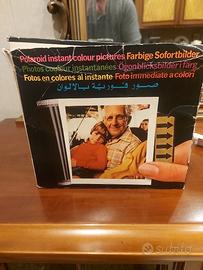 Polaroid instant colour pictures Farbige Sofortbilder
Photos couleur instantanées Ögonblicksbilder i färg
Fotos en colores al instante Foto immediate a colori
صور فورية بالالوان
subito